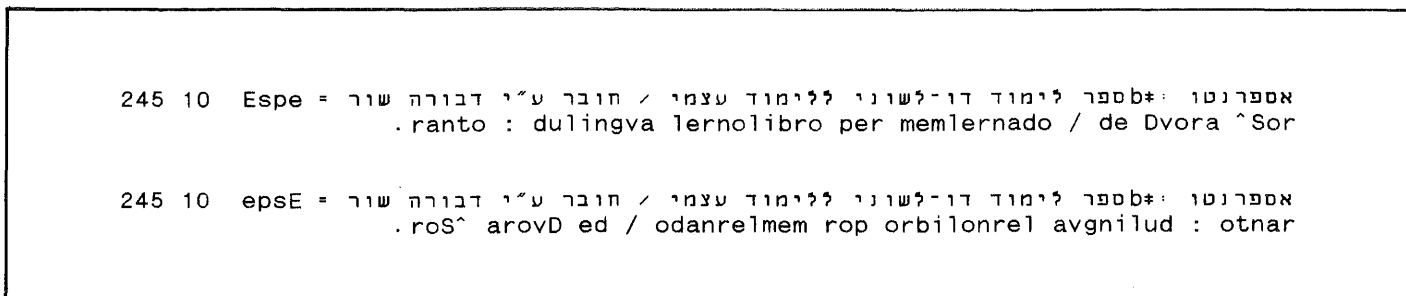 245 10 אספרנטו :‡bספר לימוד דו-לשוני ללימוד עצמי / חובר ע״י דבורה שור = Espe
.ranto : dulingva lernolibro per memlernado / de Dvora ^Sor
245 10 אספרנטו :‡bספר לימוד דו-לשוני ללימוד עצמי / חובר ע״י דבורה שור = epsE
.roS^ arovD ed / odanrelmem rop orbilonrel avgnilud : otnar